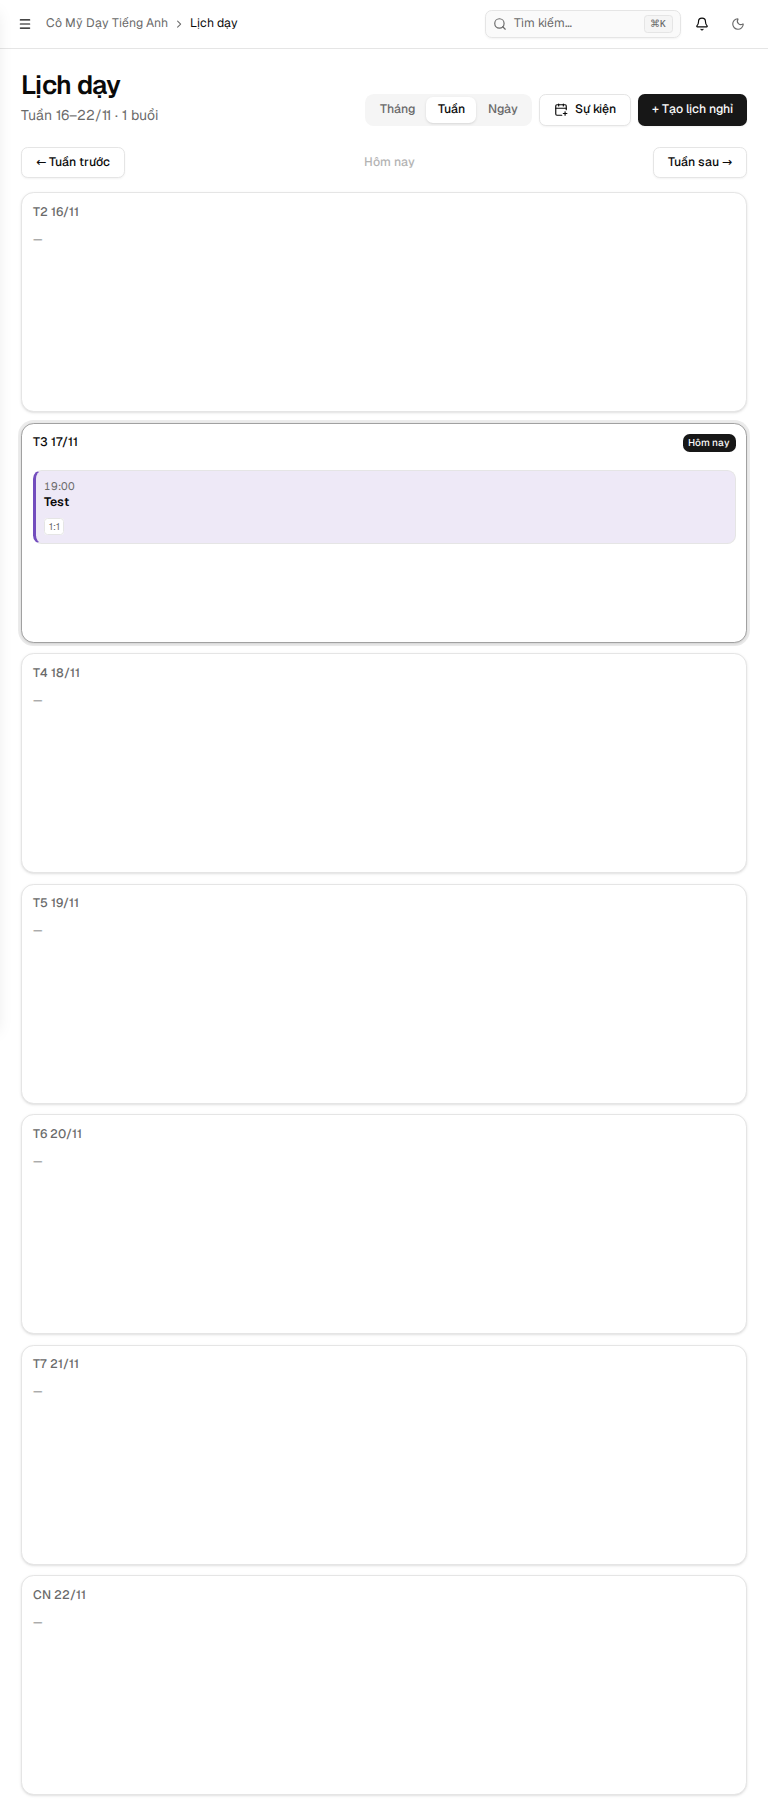 Cô Mỹ Dạy Tiếng Anh > Lịch dạy
Tìm kiếm... ⌘K
Lịch dạy
Tuần 16–22/11 · 1 buổi
Tháng Tuần Ngày
Sự kiện
+ Tạo lịch nghỉ
← Tuần trước
Hôm nay
Tuần sau →
T2 16/11
—
T3 17/11
Hôm nay
19:00
Test
1:1
T4 18/11
—
T5 19/11
—
T6 20/11
—
T7 21/11
—
CN 22/11
—